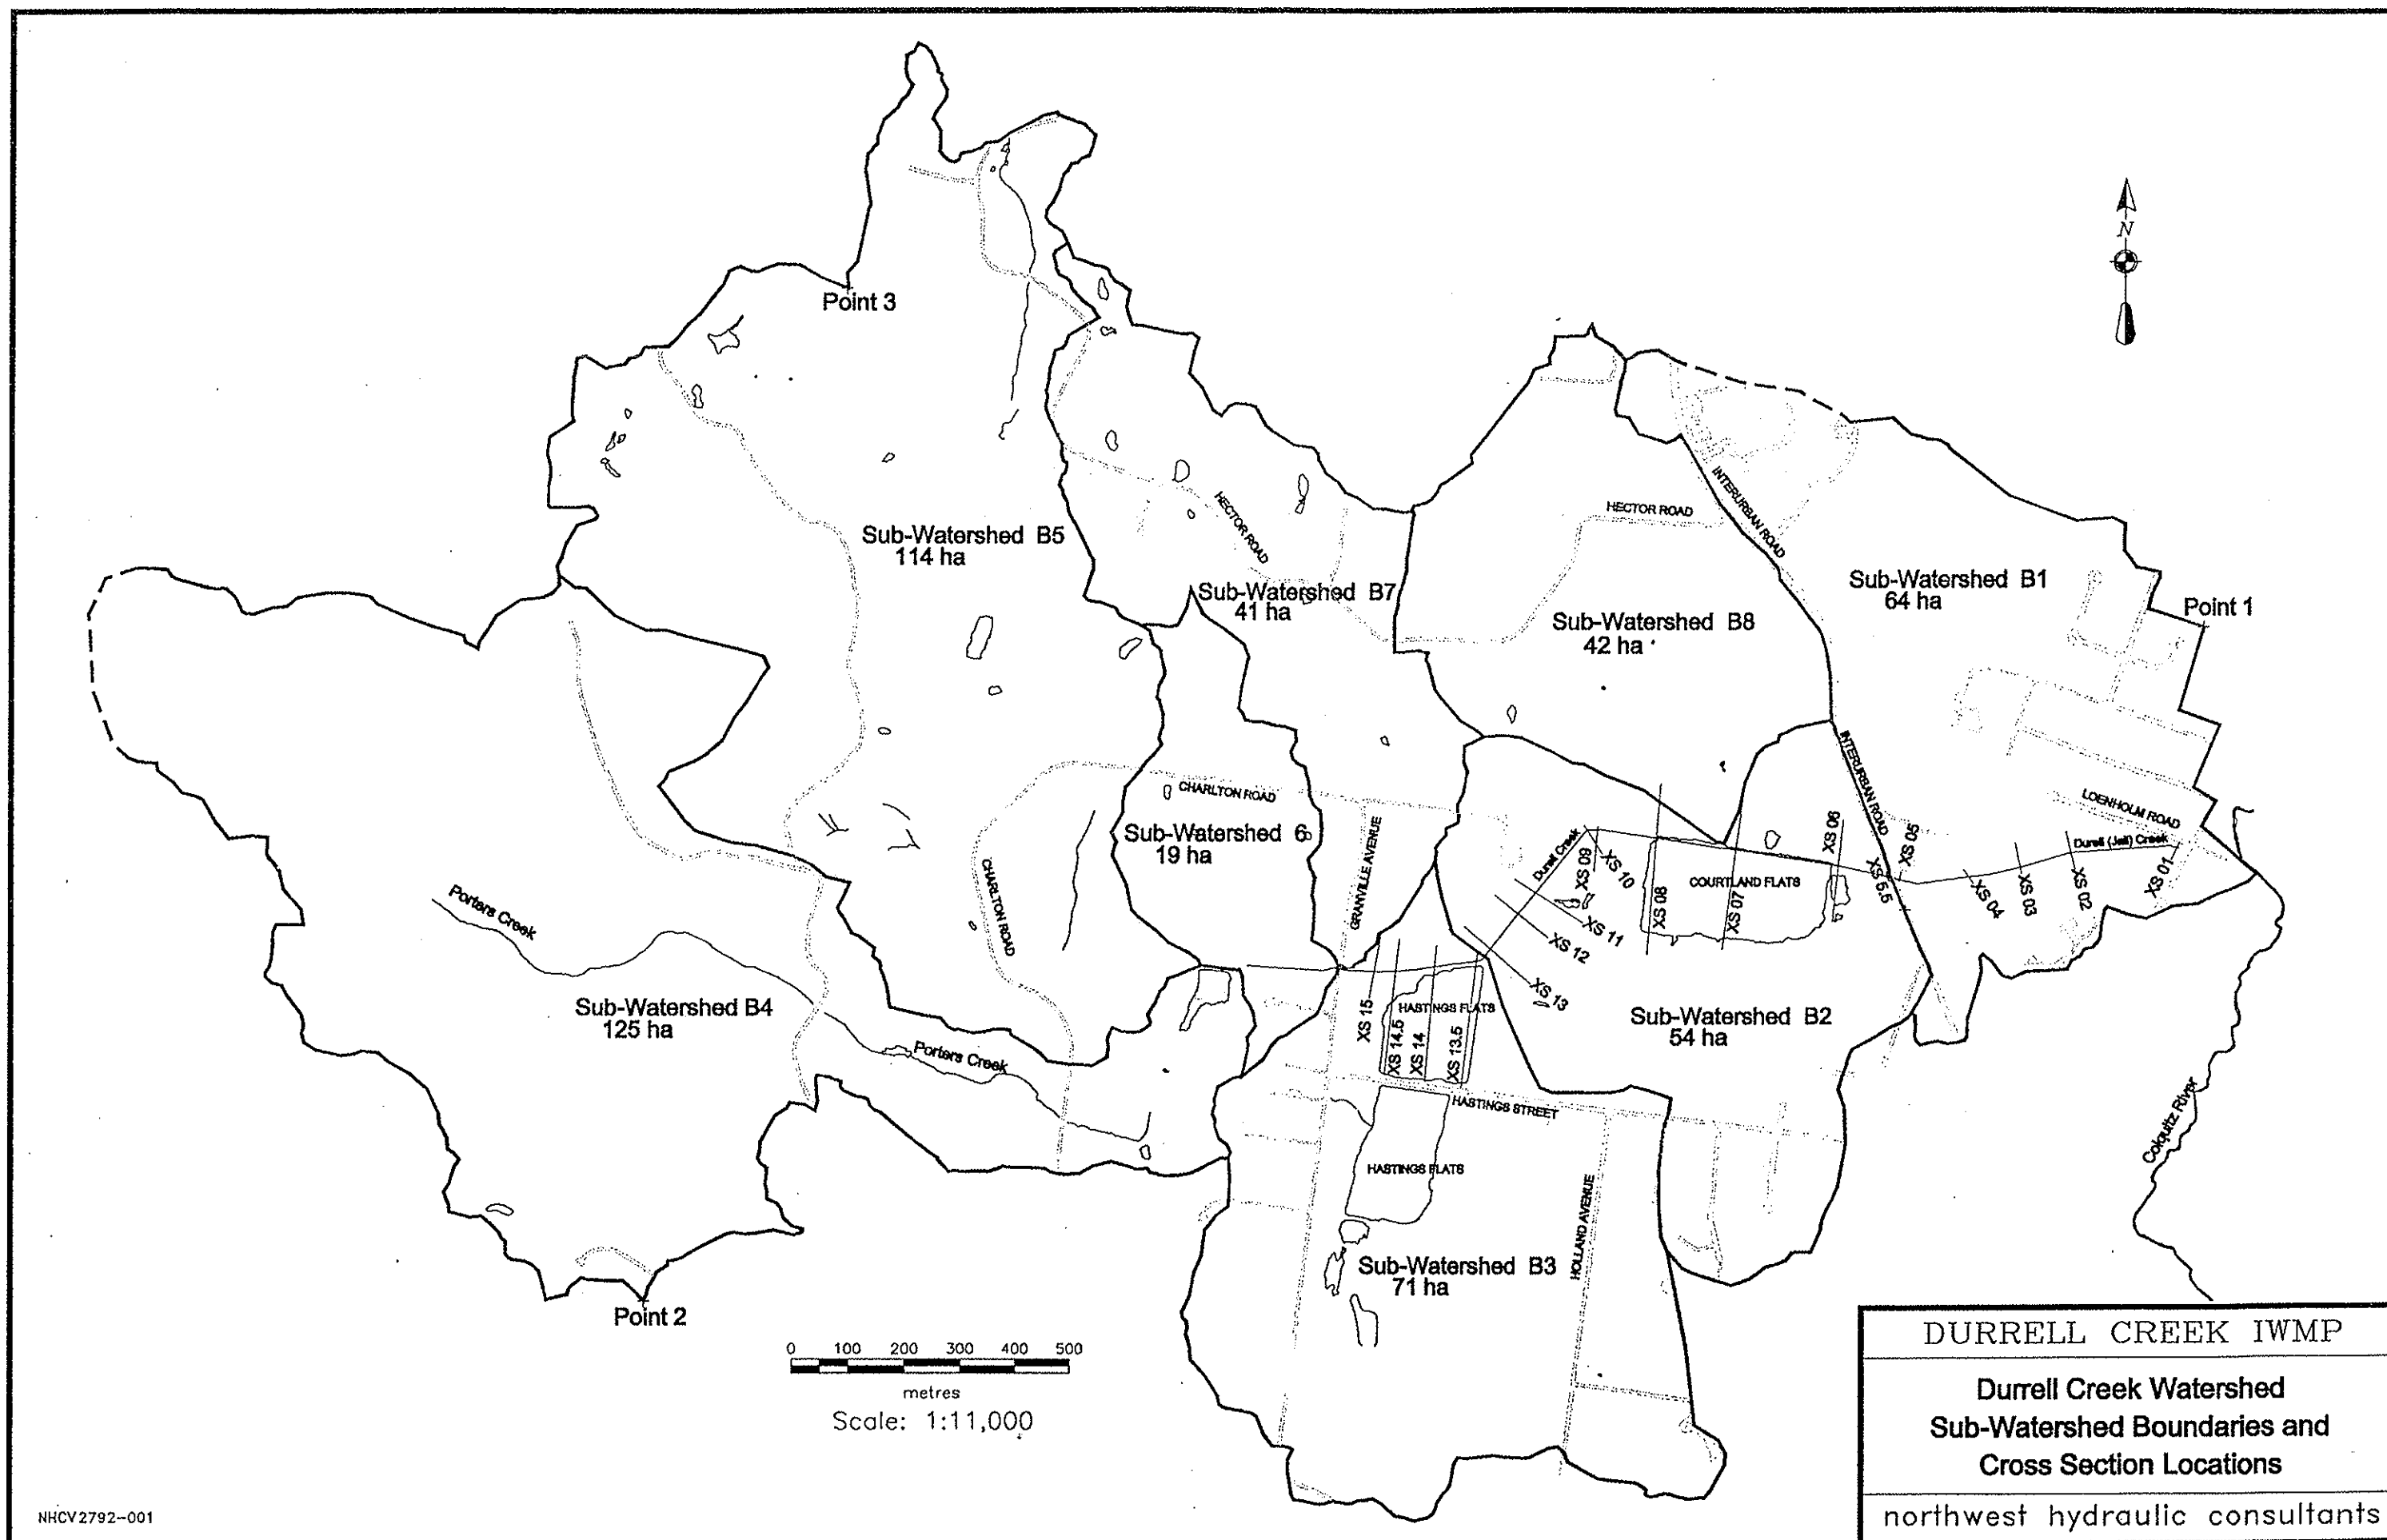 N
Point 3
HECTOR ROAD
INTERURBAN ROAD
HECTOR ROAD
Sub-Watershed B5
114 ha
Sub-Watershed B7
41 ha
Sub-Watershed B1
64 ha
Point 1
Sub-Watershed B8
42 ha
INTERURBAN ROAD
CHARLTON ROAD
LOENHOLM ROAD
Sub-Watershed 6
19 ha
GRANVILLE AVENUE
Durell Creek
XS 09
XS 10
XS 08
XS 07
XS 06
XS 5.5
XS 05
XS 04
XS 03
XS 02
XS 01
Durell (Jell) Creek
COURTLAND FLATS
CHARLTON ROAD
Porters Creek
XS 11
XS 12
XS 13
Sub-Watershed B4
125 ha
Porters Creek
XS 15
XS 14.5
XS 14
XS 13.5
HASTINGS FLATS
Sub-Watershed B2
54 ha
HASTINGS STREET
HASTINGS FLATS
HOLLAND AVENUE
Colquitz River
Sub-Watershed B3
71 ha
Point 2
0 100 200 300 400 500
metres
Scale: 1:11,000
DURRELL CREEK IWMP
Durrell Creek Watershed
Sub-Watershed Boundaries and
Cross Section Locations
northwest hydraulic consultants
NHCV2792-001